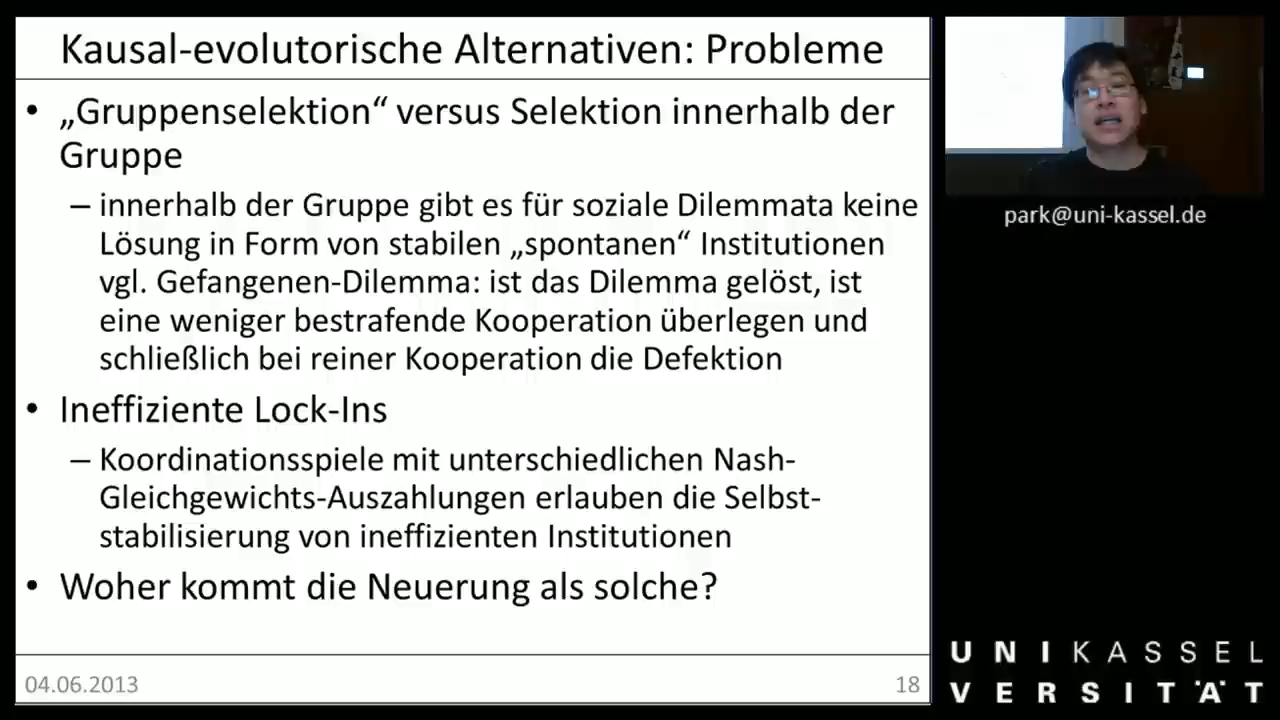 Kausal-evolutorische Alternativen: Probleme
• „Gruppenselektion“ versus Selektion innerhalb der
Gruppe
– innerhalb der Gruppe gibt es für soziale Dilemmata keine
Lösung in Form von stabilen „spontanen“ Institutionen
vgl. Gefangenen-Dilemma: ist das Dilemma gelöst, ist
eine weniger bestrafende Kooperation überlegen und
schließlich bei reiner Kooperation die Defektion
• Ineffiziente Lock-Ins
– Koordinationsspiele mit unterschiedlichen Nash-
Gleichgewichts-Auszahlungen erlauben die Selbst-
stabilisierung von ineffizienten Institutionen
• Woher kommt die Neuerung als solche?
04.06.2013
18
park@uni-kassel.de
UNIKASSEL
VERSITÄT